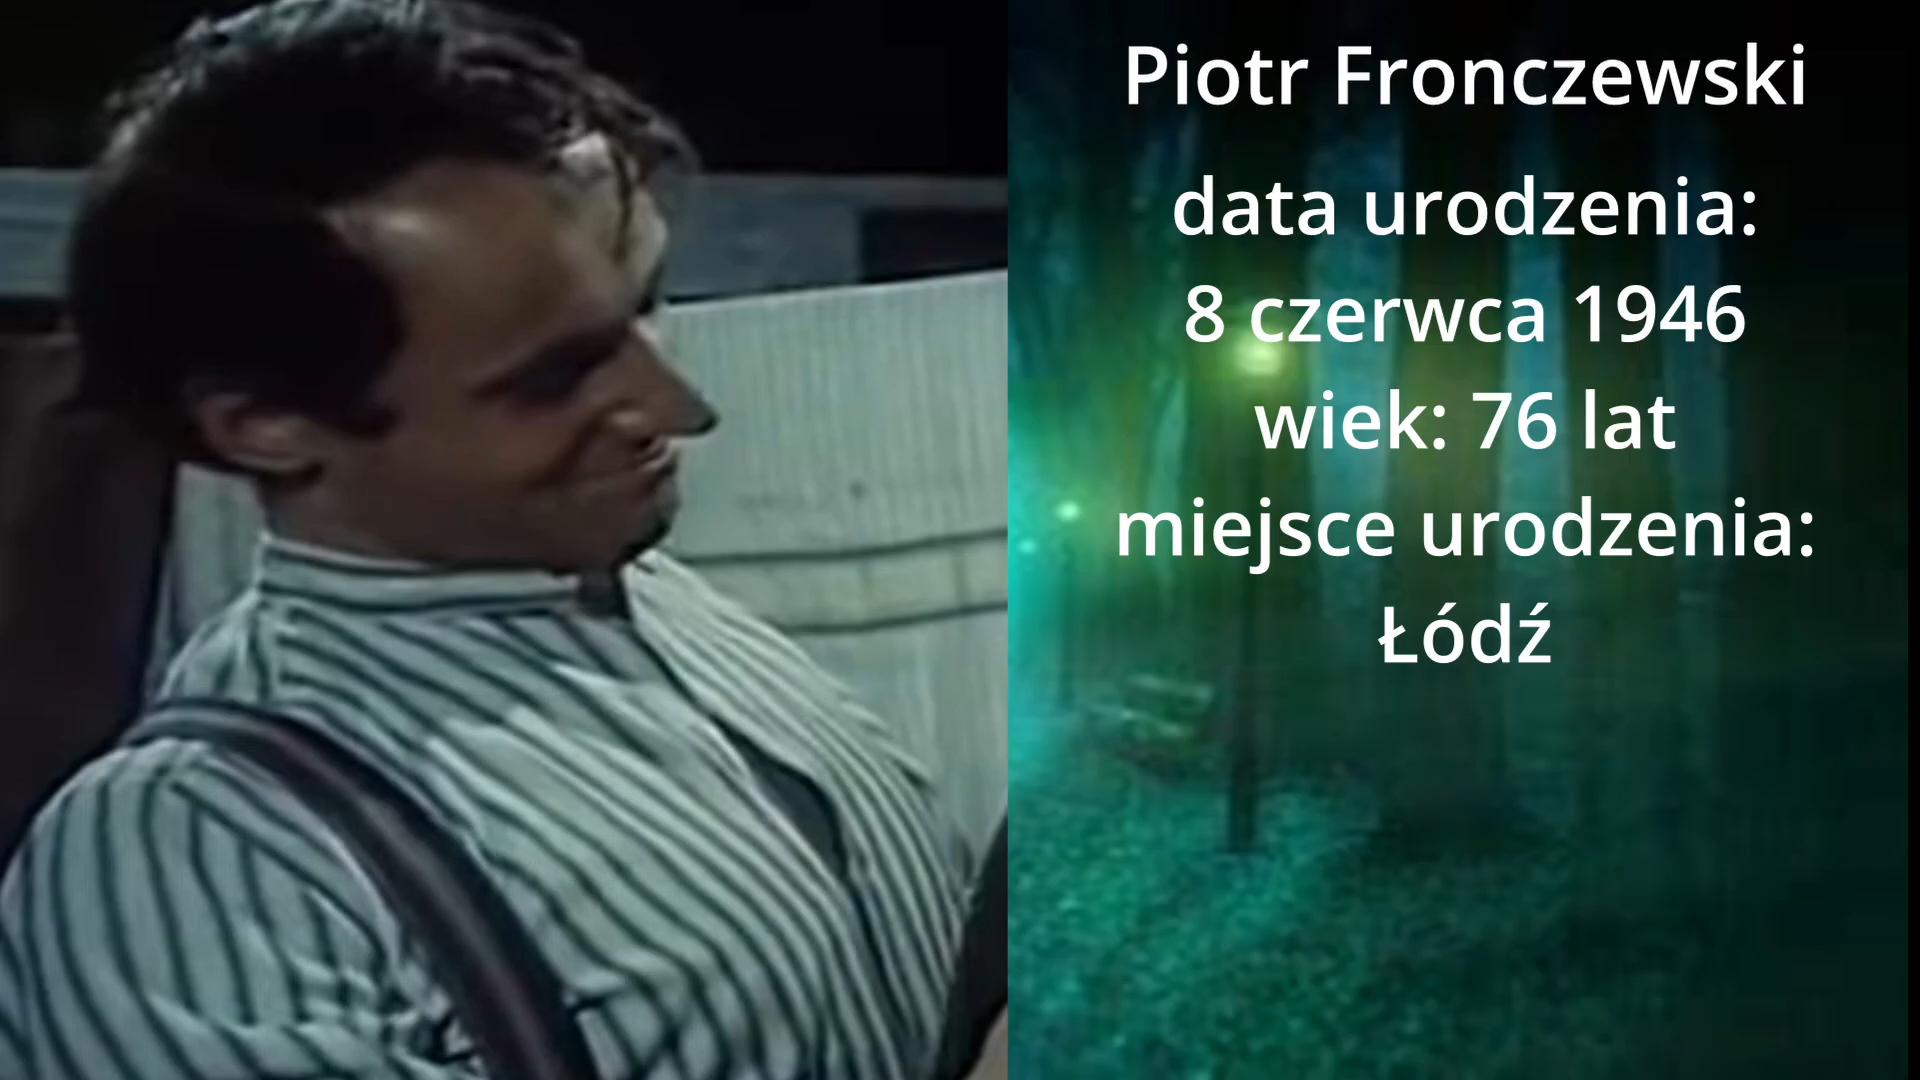 Piotr Fronczewski
data urodzenia:
8 czerwca 1946
wiek: 76 lat
miejsce urodzenia:
Łódź